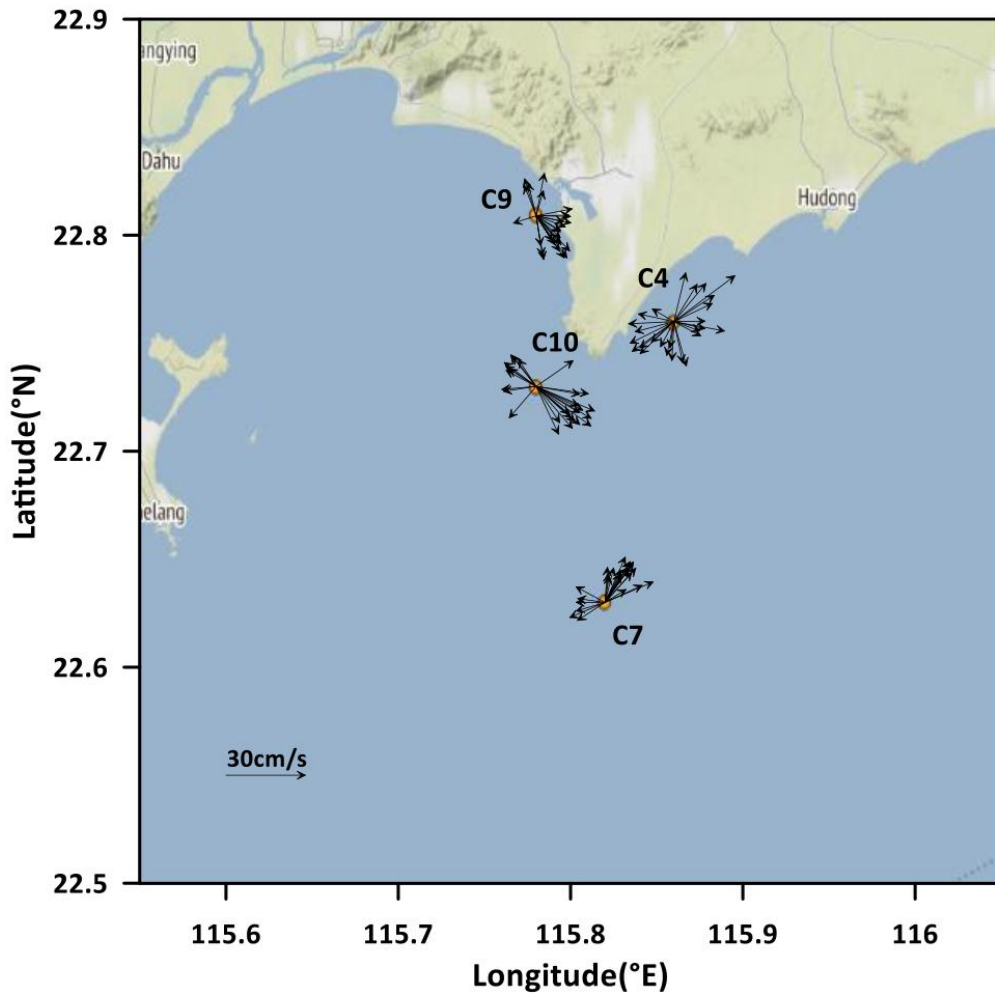 22.9
angying
Dahu
C9
Hudong
22.8
C4
C10
Latitude(°N)
22.7
elang
22.6
C7
30cm/s
22.5
115.6 115.7 115.8 115.9 116
Longitude(°E)